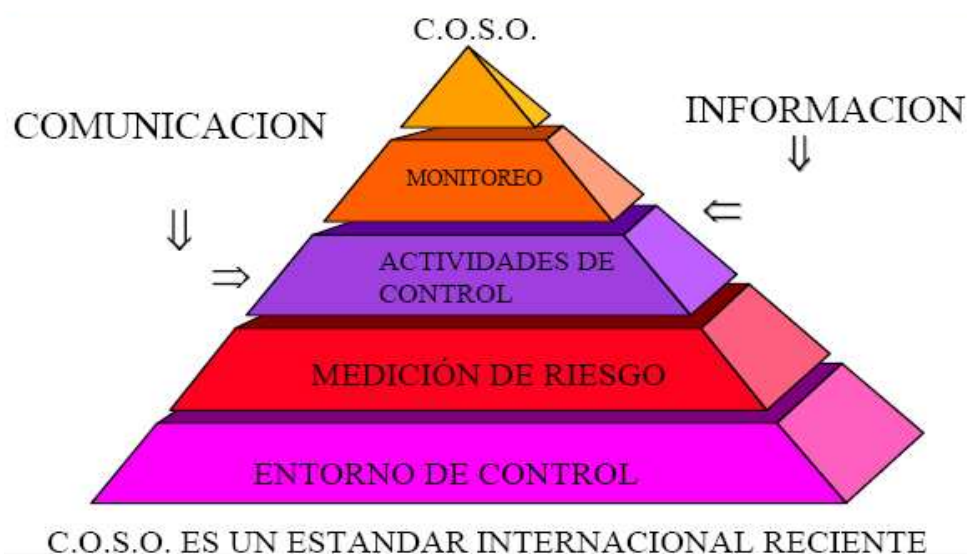 C.O.S.O.
COMUNICACION
INFORMACION
⇓
MONITOREO
⇐
⇓
⇒
ACTIVIDADES DE
CONTROL
MEDICIÓN DE RIESGO
ENTORNO DE CONTROL
C.O.S.O. ES UN ESTANDAR INTERNACIONAL RECIENTE